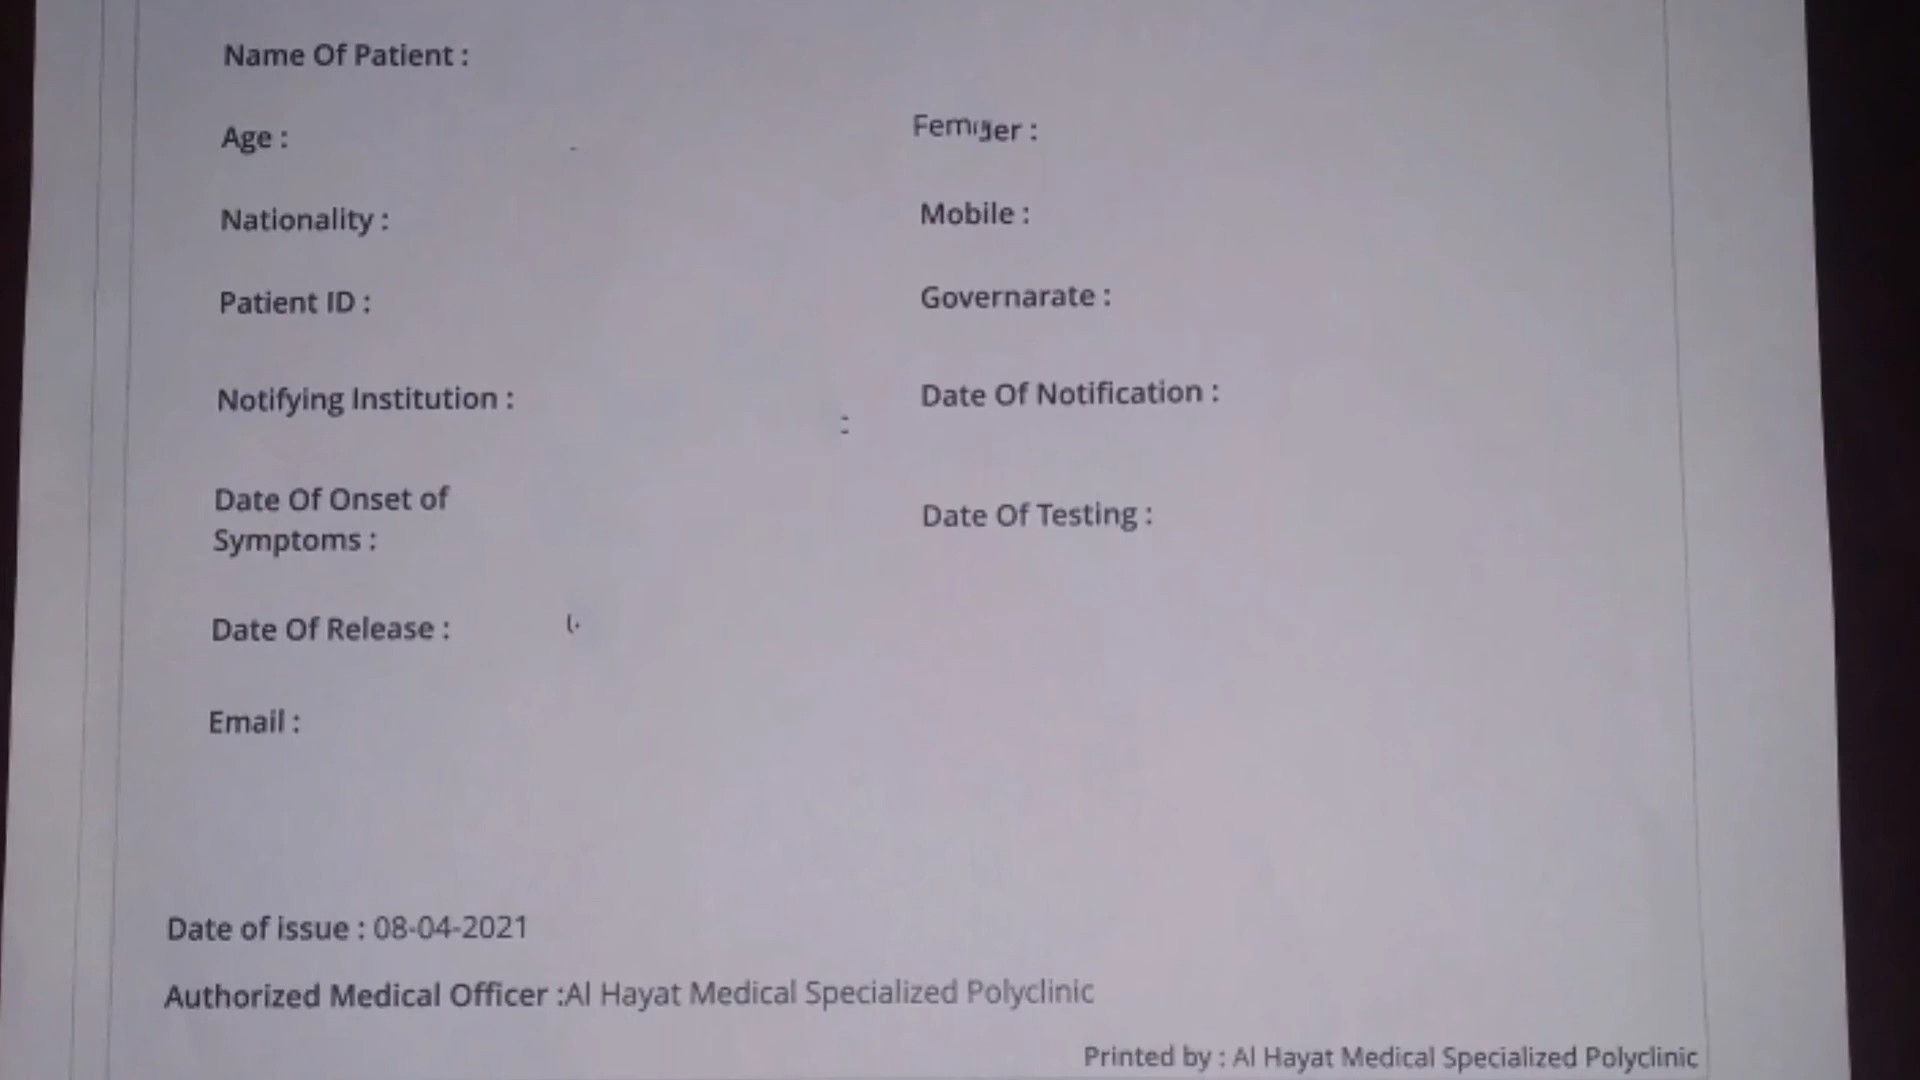 Name Of Patient :
Age :
Nationality :
Mobile :
Patient ID :
Governarate :
Notifying Institution :
Date Of Notification :
Date Of Onset of
Symptoms :
Date Of Testing :
Date Of Release :
Email :
Date of issue : 08-04-2021
Authorized Medical Officer :Al Hayat Medical Specialized Polyclinic
Printed by : Al Hayat Medical Specialized Polyclinic